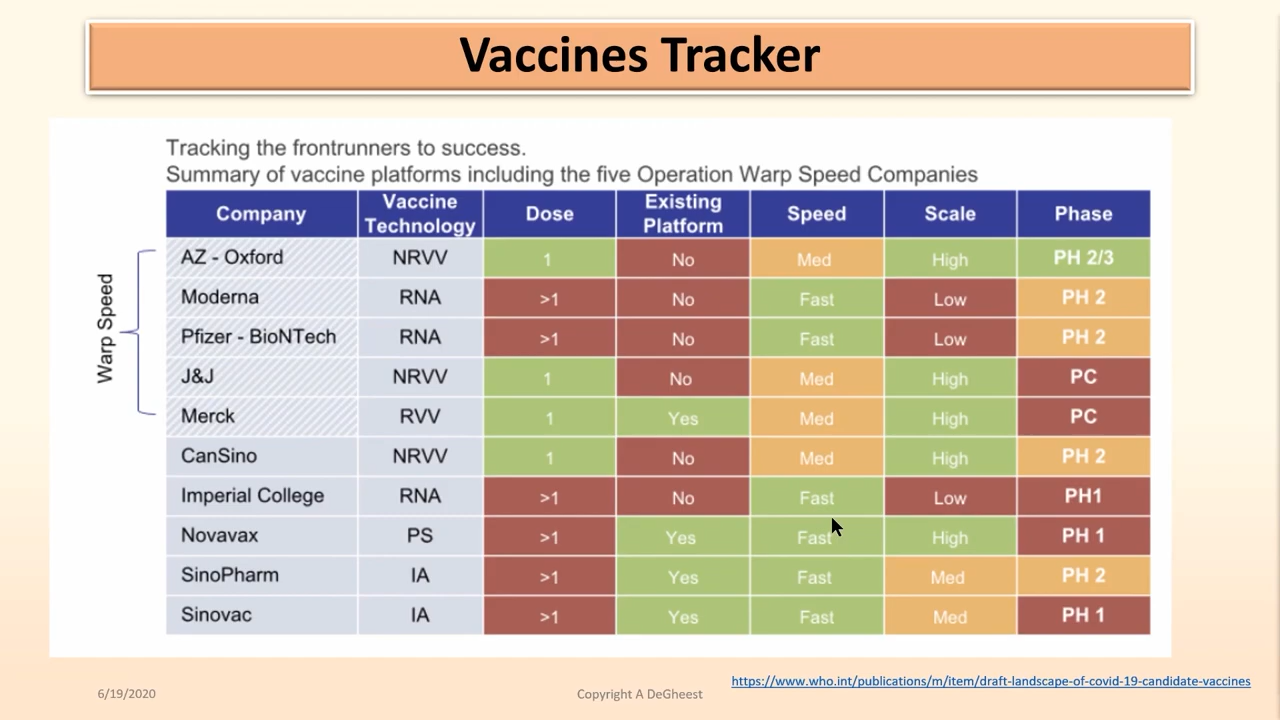 Vaccines Tracker
Tracking the frontrunners to success.
Summary of vaccine platforms including the five Operation Warp Speed Companies
Company Vaccine Technology Dose Existing Platform Speed Scale Phase
Warp Speed
AZ - Oxford NRVV 1 No Med High PH 2/3
Moderna RNA >1 No Fast Low PH 2
Pfizer - BioNTech RNA >1 No Fast Low PH 2
J&J NRVV 1 No Med High PC
Merck RVV 1 Yes Med High PC
CanSino NRVV 1 No Med High PH 2
Imperial College RNA >1 No Fast Low PH1
Novavax PS >1 Yes Fast High PH 1
SinoPharm IA >1 Yes Fast Med PH 2
Sinovac IA >1 Yes Fast Med PH 1
https://www.who.int/publications/m/item/draft-landscape-of-covid-19-candidate-vaccines
6/19/2020 Copyright A DeGheest